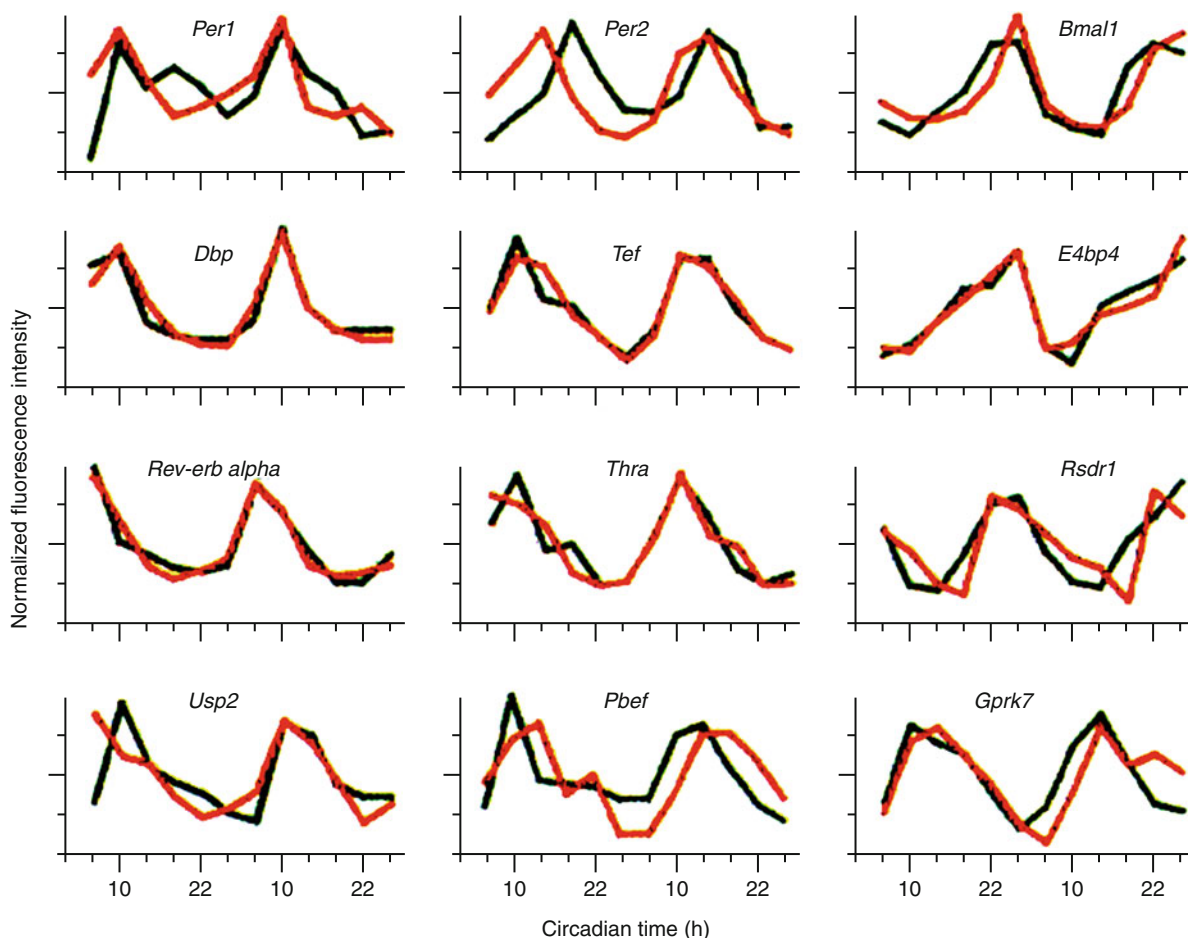 Per1
Per2
Bmal1
Dbp
Tef
E4bp4
Rev-erb alpha
Thra
Rsdr1
Usp2
Pbef
Gprk7
Normalized fluorescence intensity
10 22 10 22 10 22 10 22 10 22 10 22
Circadian time (h)